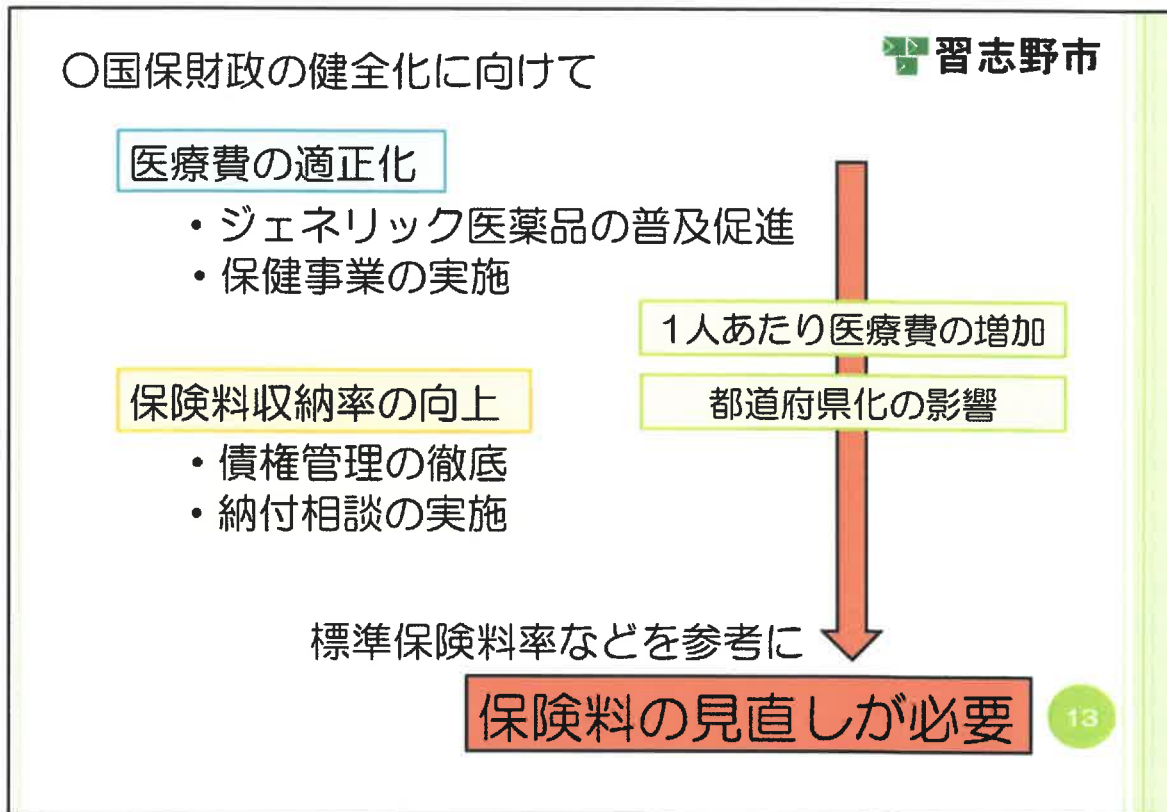 〇国保財政の健全化に向けて
習志野市
医療費の適正化
・ジェネリック医薬品の普及促進
・保健事業の実施
1人あたり医療費の増加
都道府県化の影響
保険料収納率の向上
・債権管理の徹底
・納付相談の実施
標準保険料率などを参考に
保険料の見直しが必要
13